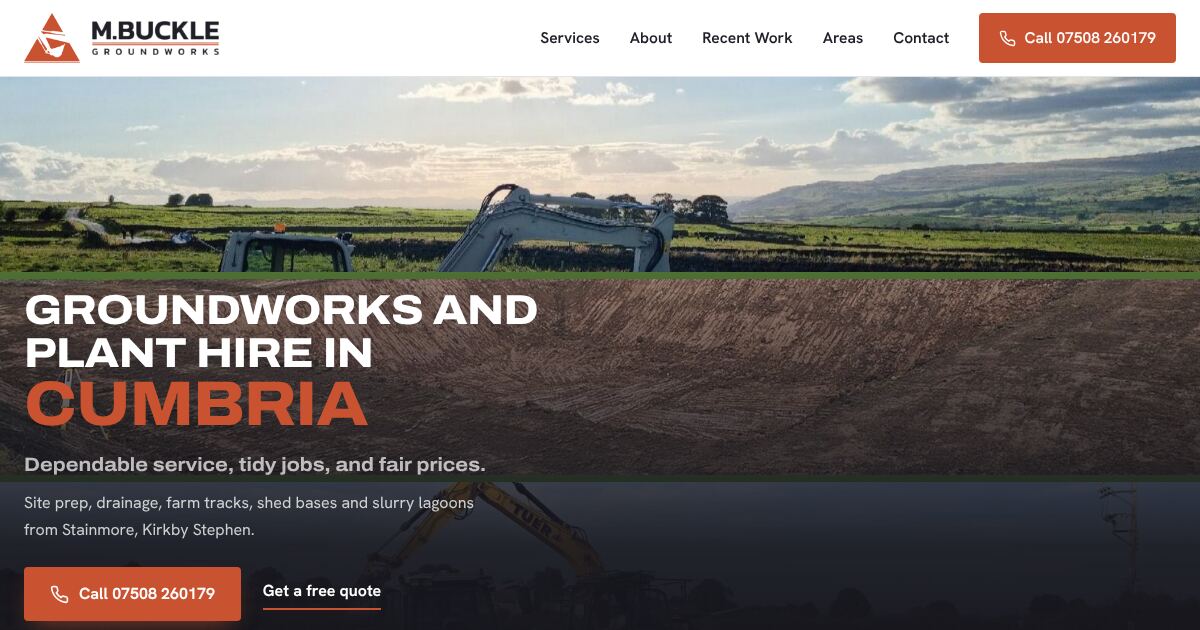 M.BUCKLE
GROUNDWORKS
Services
About
Recent Work
Areas
Contact
Call 07508 260179
GROUNDWORKS AND
PLANT HIRE IN
CUMBRIA
Dependable service, tidy jobs, and fair prices.
Site prep, drainage, farm tracks, shed bases and slurry lagoons
from Stainmore, Kirkby Stephen.
TUER
Call 07508 260179
Get a free quote